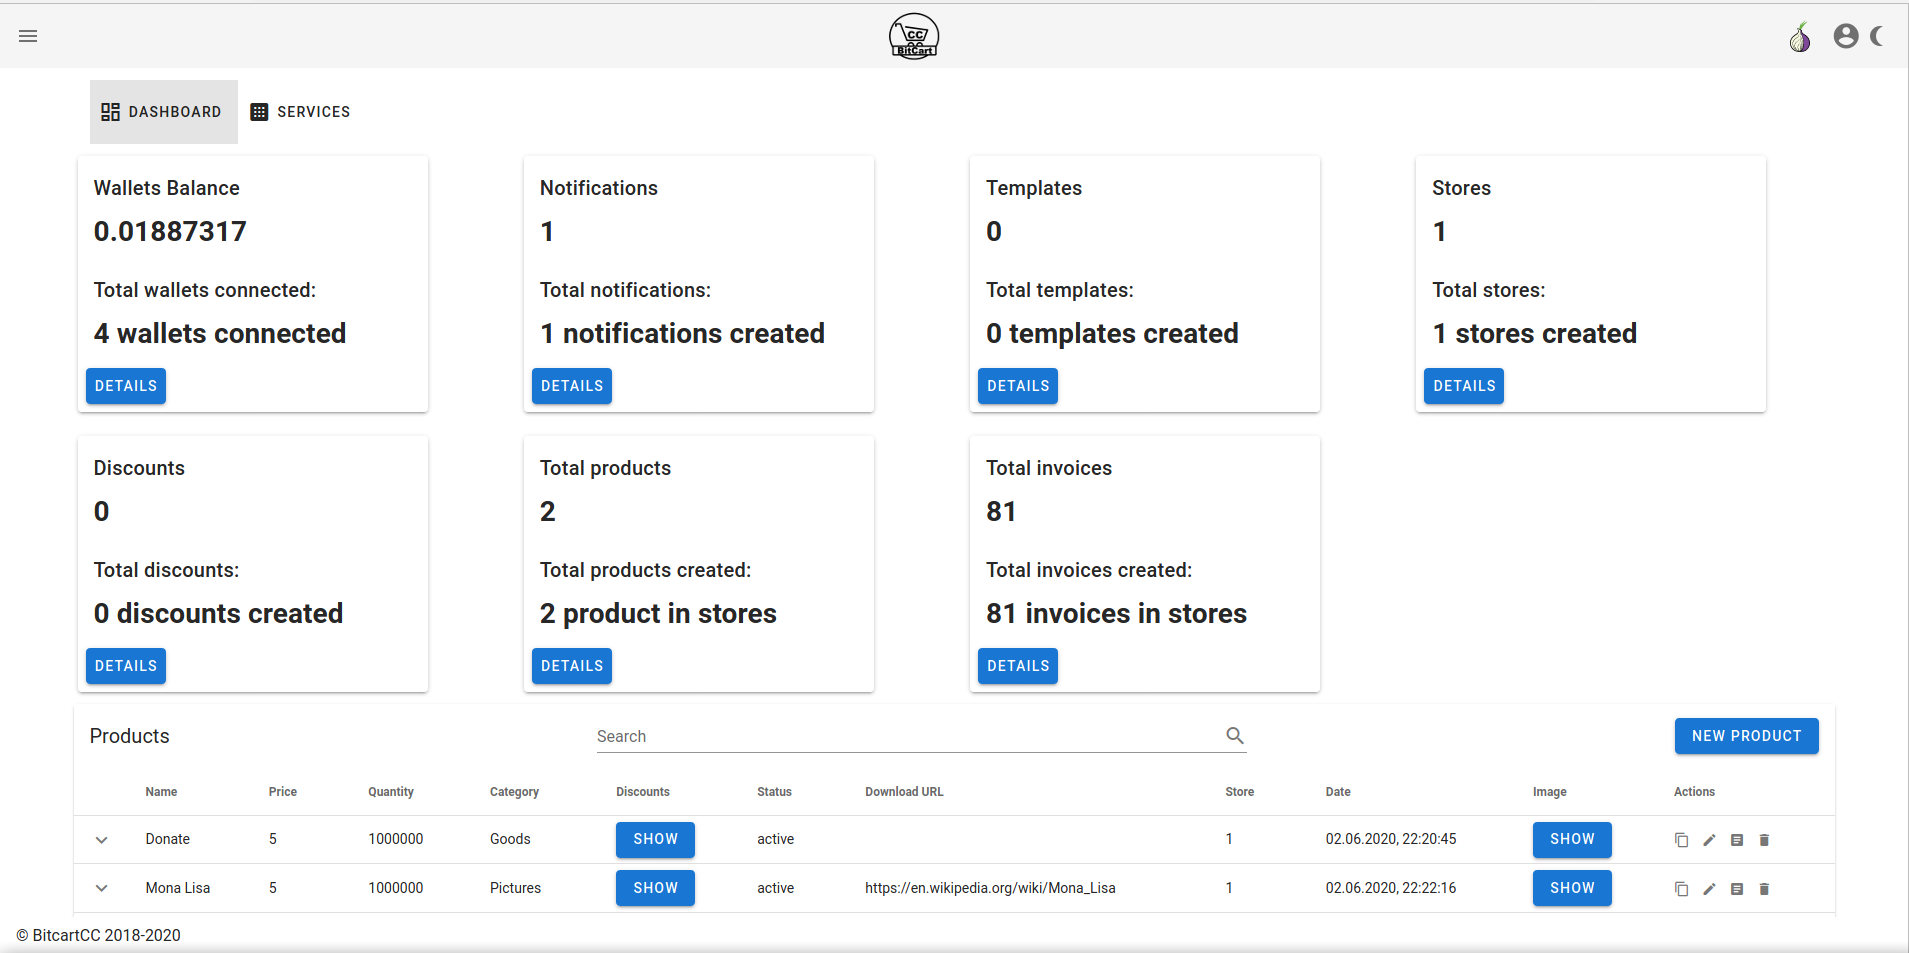 CC
BitCart
DASHBOARD SERVICES
Wallets Balance
0.01887317
Total wallets connected:
4 wallets connected
DETAILS
Notifications
1
Total notifications:
1 notifications created
DETAILS
Templates
0
Total templates:
0 templates created
DETAILS
Stores
1
Total stores:
1 stores created
DETAILS
Discounts
0
Total discounts:
0 discounts created
DETAILS
Total products
2
Total products created:
2 product in stores
DETAILS
Total invoices
81
Total invoices created:
81 invoices in stores
DETAILS
Products Search NEW PRODUCT
Name Price Quantity Category Discounts Status Download URL Store Date Image Actions
Donate 5 1000000 Goods SHOW active 1 02.06.2020, 22:20:45 SHOW
Mona Lisa 5 1000000 Pictures SHOW active https://en.wikipedia.org/wiki/Mona_Lisa 1 02.06.2020, 22:22:16 SHOW
© BitcartCC 2018-2020